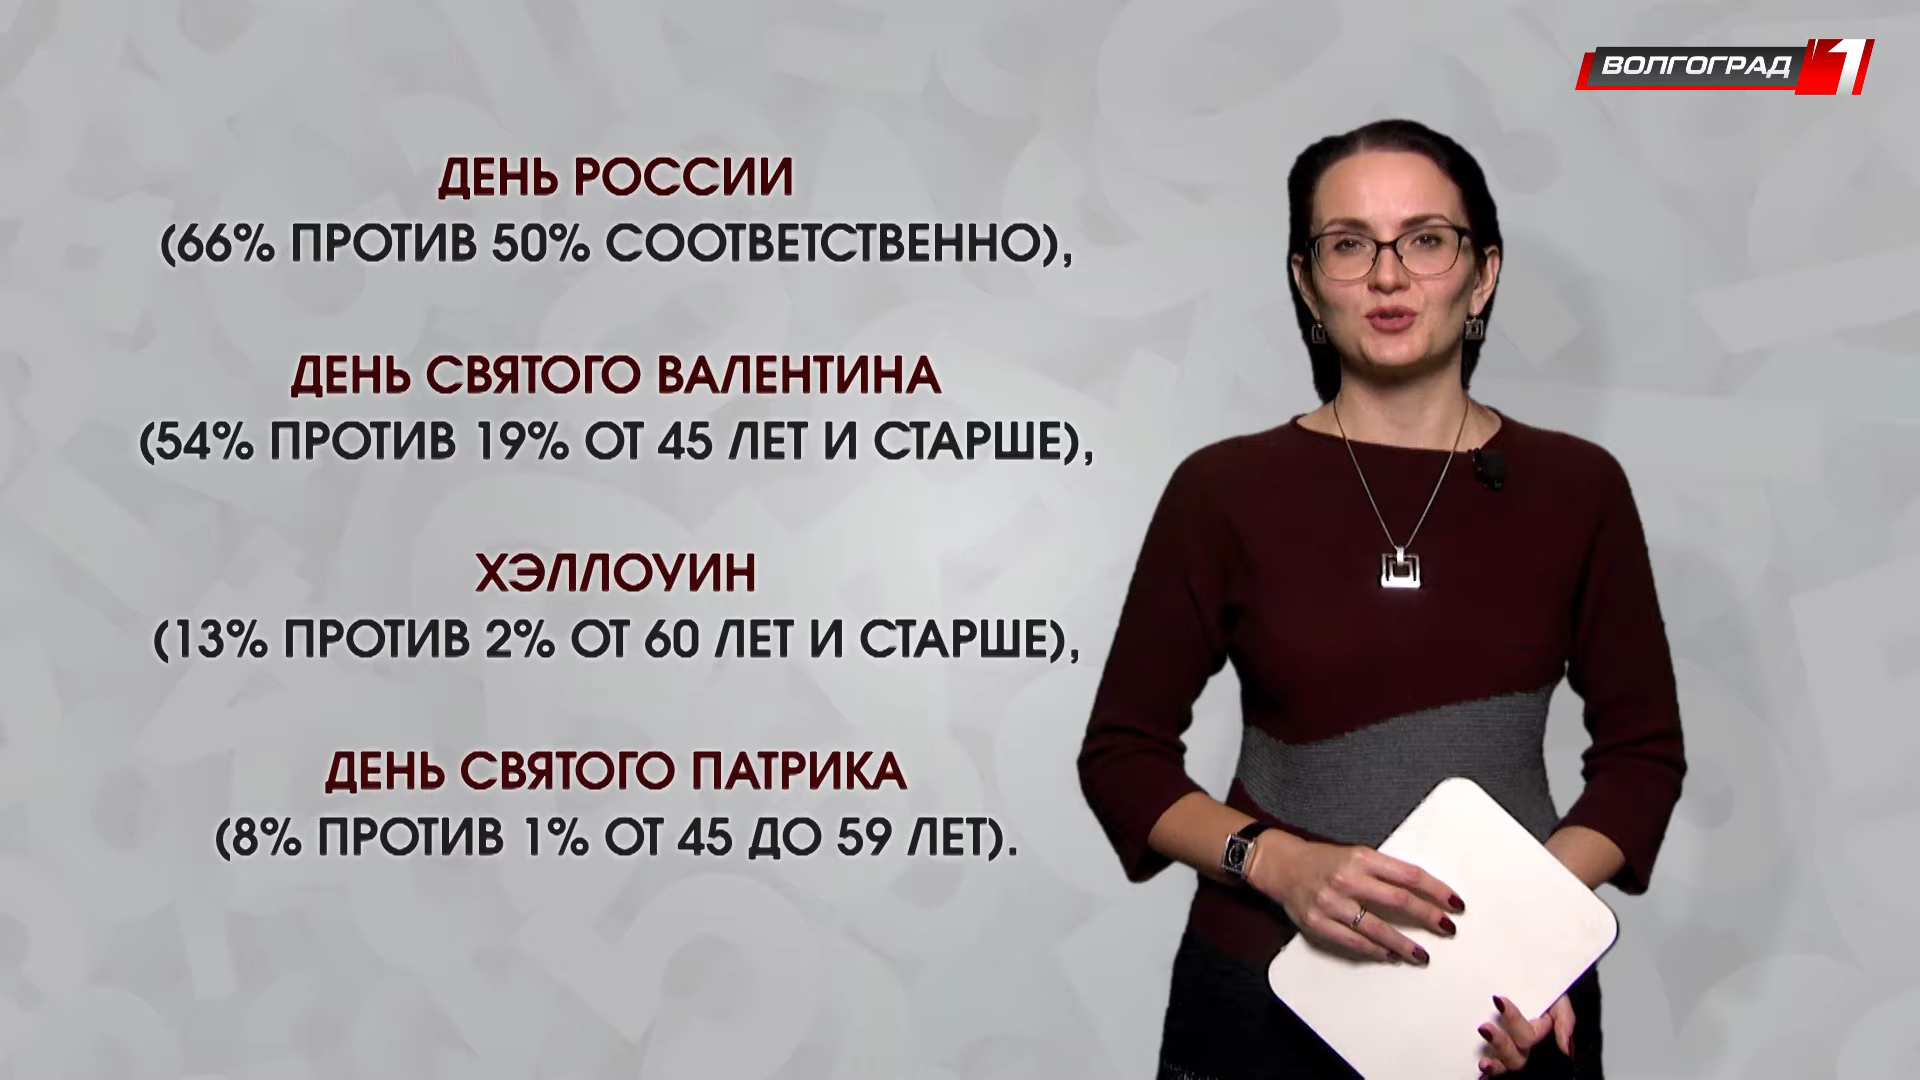 ВОЛГОГРАД 1
ДЕНЬ РОССИИ
(66% ПРОТИВ 50% СООТВЕТСТВЕННО),
ДЕНЬ СВЯТОГО ВАЛЕНТИНА
(54% ПРОТИВ 19% ОТ 45 ЛЕТ И СТАРШЕ),
ХЭЛЛОУИН
(13% ПРОТИВ 2% ОТ 60 ЛЕТ И СТАРШЕ),
ДЕНЬ СВЯТОГО ПАТРИКА
(8% ПРОТИВ 1% ОТ 45 ДО 59 ЛЕТ).